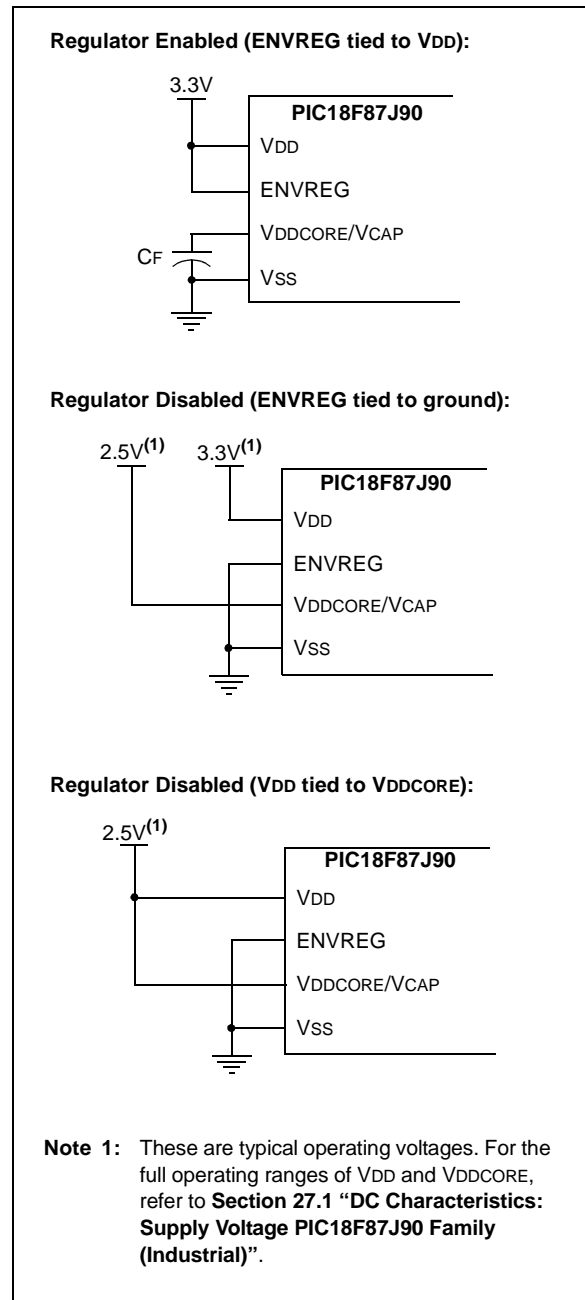 Regulator Enabled (ENVREG tied to VDD):
3.3V
PIC18F87J90
VDD
ENVREG
VDDCORE/VCAP
CF
VSS
Regulator Disabled (ENVREG tied to ground):
2.5V(1) 3.3V(1)
PIC18F87J90
VDD
ENVREG
VDDCORE/VCAP
VSS
Regulator Disabled (VDD tied to VDDCORE):
2.5V(1)
PIC18F87J90
VDD
ENVREG
VDDCORE/VCAP
VSS
Note 1: These are typical operating voltages. For the
full operating ranges of VDD and VDDCORE,
refer to Section 27.1 “DC Characteristics:
Supply Voltage PIC18F87J90 Family
(Industrial)”.